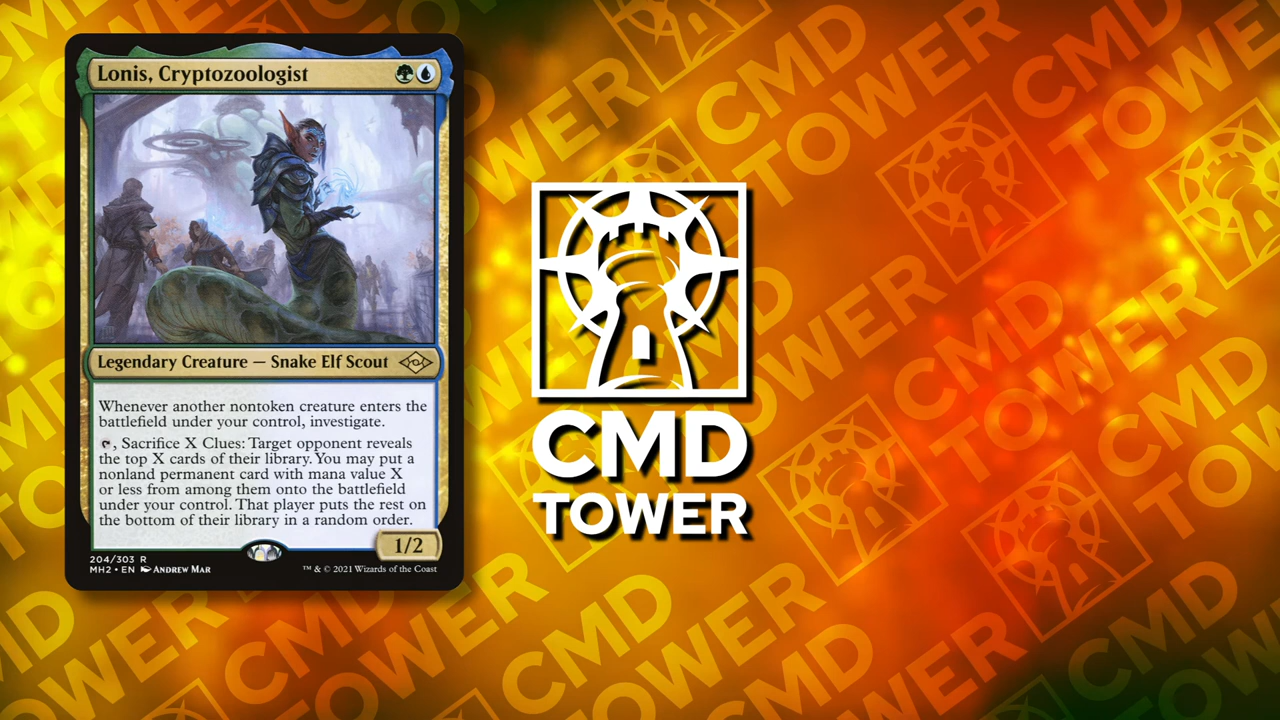 Lonis, Cryptozoologist
Legendary Creature — Snake Elf Scout
Whenever another nontoken creature enters the
battlefield under your control, investigate.
, Sacrifice X Clues: Target opponent reveals
the top X cards of their library. You may put a
nonland permanent card with mana value X
or less from among them onto the battlefield
under your control. That player puts the rest on
the bottom of their library in a random order.
1/2
204/303 R
MH2 • EN Andrew Mar
™ & © 2021 Wizards of the Coast
CMD
TOWER